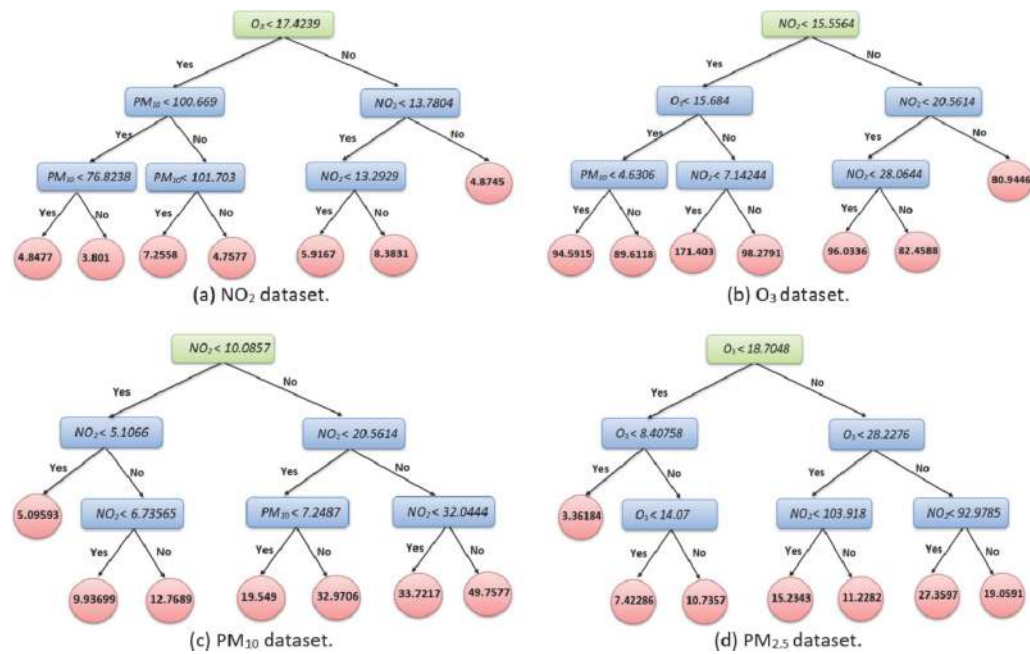 O₃ < 17.4239
Yes
No
PM₁₀ < 100.669
NO₂ < 13.7804
Yes
No
Yes
No
PM₁₀ < 76.8238
PM₁₀ < 101.703
NO₂ < 13.2929
4.8745
Yes
No
Yes
No
Yes
No
4.8477
3.801
7.2558
4.7577
5.9167
8.3831
(a) NO₂ dataset.
NO₂ < 15.5564
Yes
No
O₃ < 15.684
NO₂ < 20.5614
Yes
No
Yes
No
PM₁₀ < 4.6306
NO₂ < 7.14244
NO₂ < 28.0644
80.9446
Yes
No
Yes
No
Yes
No
94.5915
89.6118
171.403
98.2791
96.0336
82.4588
(b) O₃ dataset.
NO₂ < 10.0857
Yes
No
NO₂ < 5.1066
NO₂ < 20.5614
Yes
No
Yes
No
5.09593
NO₂ < 6.73565
PM₁₀ < 7.2487
NO₂ < 32.0444
Yes
No
Yes
No
Yes
No
9.93699
12.7689
19.549
32.9706
33.7217
49.7577
(c) PM₁₀ dataset.
O₃ < 18.7048
Yes
No
O₃ < 8.40758
O₃ < 28.2276
Yes
No
Yes
No
3.36184
O₃ < 14.07
NO₂ < 103.918
NO₂ < 92.9785
Yes
No
Yes
No
Yes
No
7.42286
10.7357
15.2343
11.2282
27.3597
19.0591
(d) PM₂.₅ dataset.